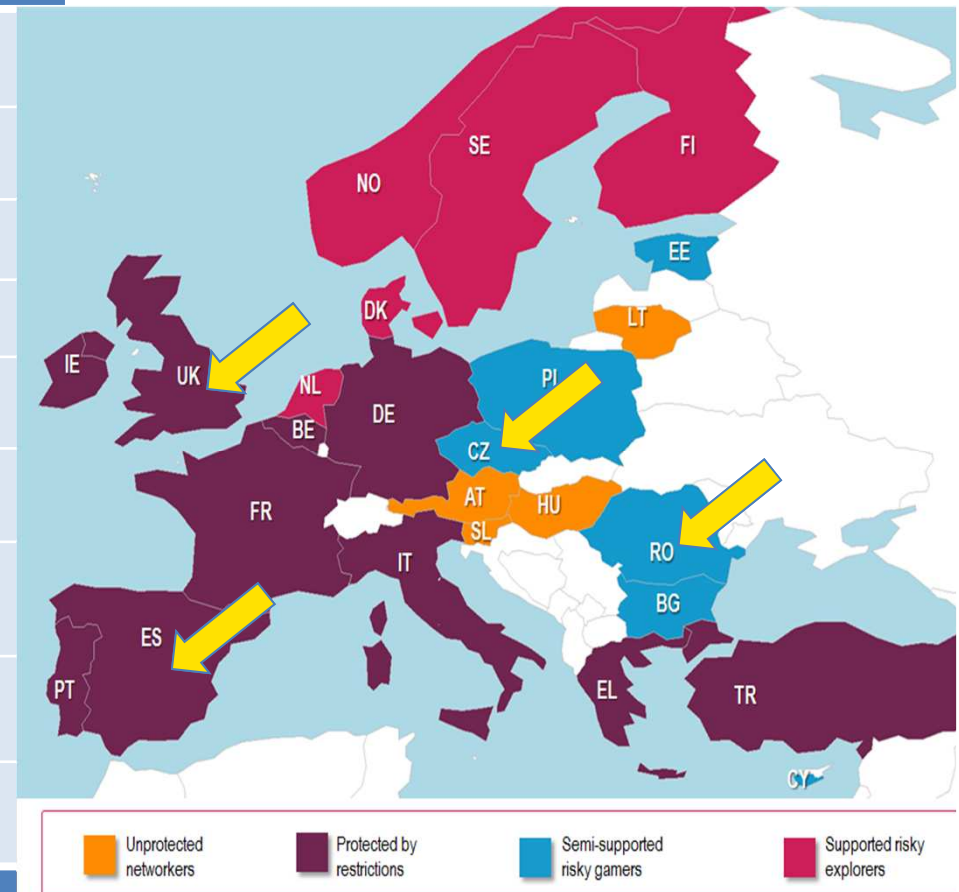 SE
FI
NO
EE
DK
LT
IE
UK
NL
PL
DE
BE
CZ
AT
HU
FR
SL
IT
RO
BG
ES
PT
EL
TR
CY
Unprotected
networkers
Protected by
restrictions
Semi-supported
risky gamers
Supported risky
explorers